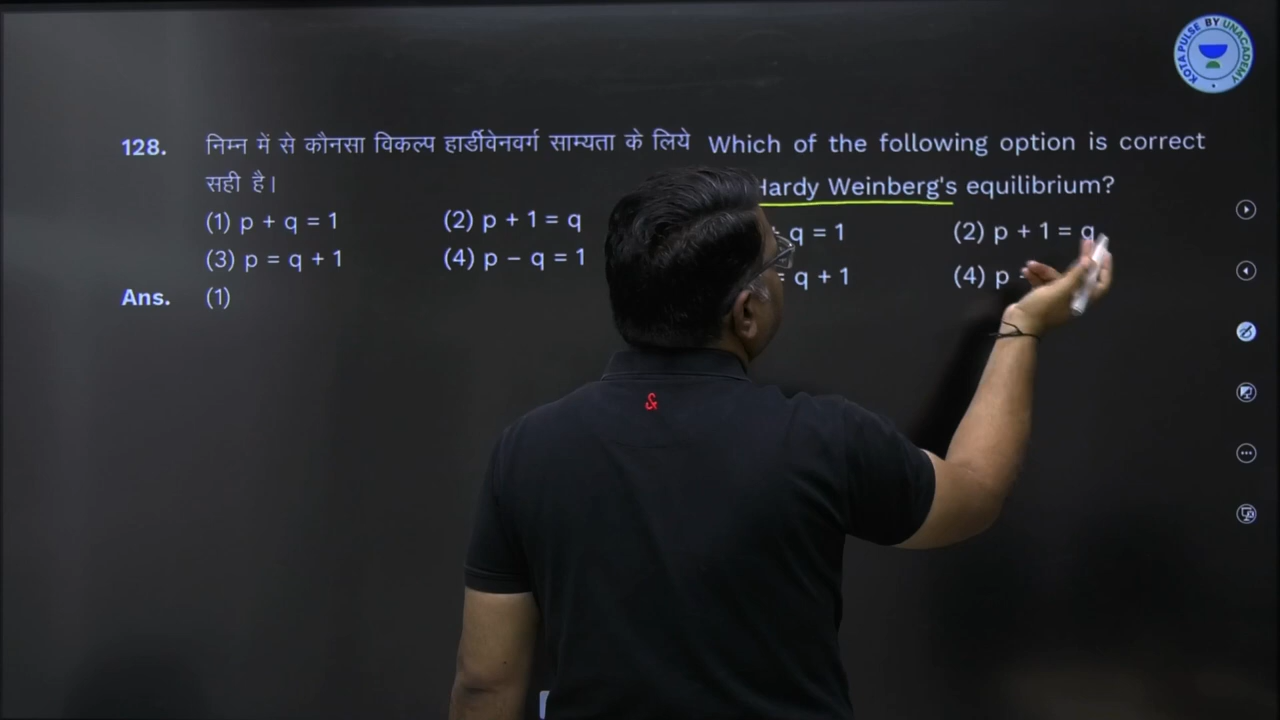 KOTA PULSE BY UNACADEMY
128. निम्न में से कौनसा विकल्प हार्डीवेनवर्ग साम्यता के लिये
सही है।
(1) p + q = 1 (2) p + 1 = q
(3) p = q + 1 (4) p − q = 1
Ans. (1)
Which of the following option is correct
Hardy Weinberg's equilibrium?
q = 1 (2) p + 1 = q
= q + 1 (4) p
&